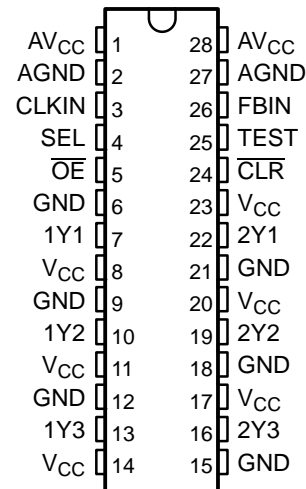 AVCC 1 28 AVCC
AGND 2 27 AGND
CLKIN 3 26 FBIN
SEL 4 25 TEST
O̅E̅ 5 24 C̅L̅R̅
GND 6 23 VCC
1Y1 7 22 2Y1
VCC 8 21 GND
GND 9 20 VCC
1Y2 10 19 2Y2
VCC 11 18 GND
GND 12 17 VCC
1Y3 13 16 2Y3
VCC 14 15 GND